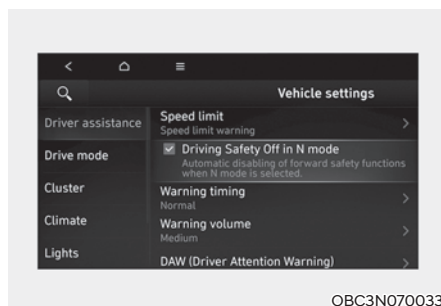 Vehicle settings
Driver assistance
Drive mode
Cluster
Climate
Lights
Speed limit
Speed limit warning
Driving Safety Off in N mode
Automatic disabling of forward safety functions
when N mode is selected.
Warning timing
Normal
Warning volume
Medium
DAW (Driver Attention Warning)
OBC3N070033